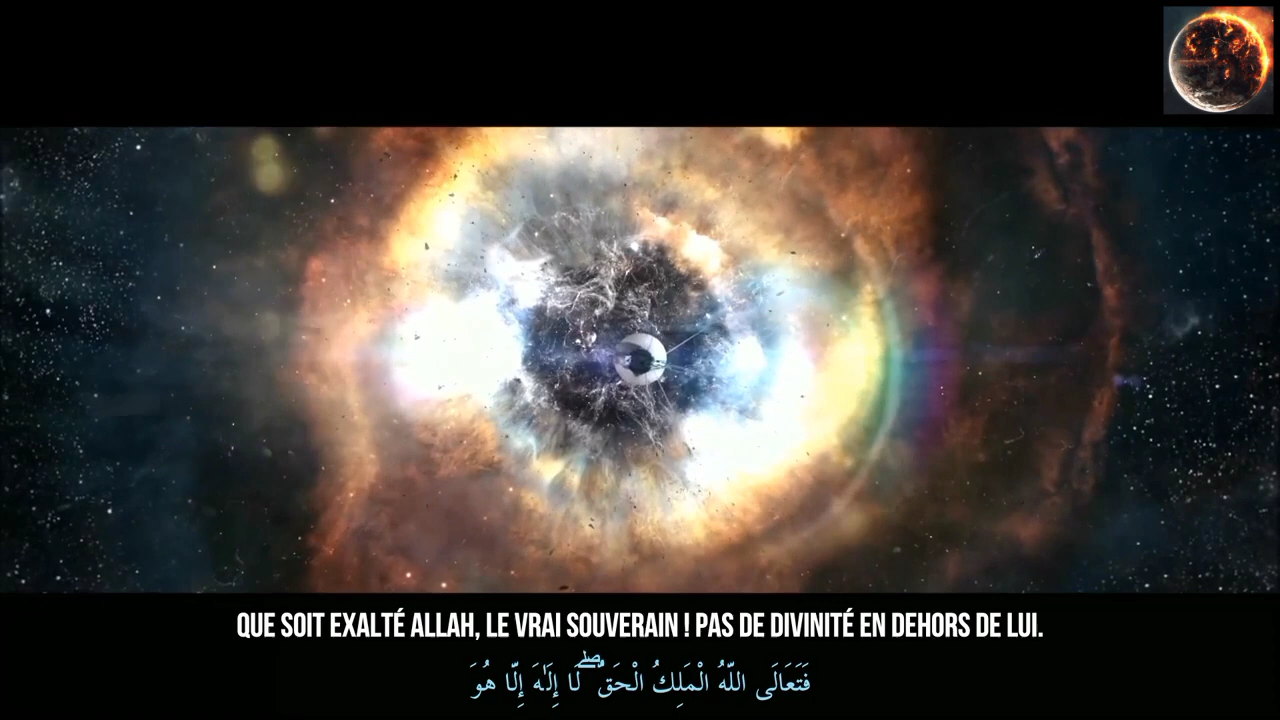 QUE SOIT EXALTÉ ALLAH, LE VRAI SOUVERAIN ! PAS DE DIVINITÉ EN DEHORS DE LUI.
فَتَعَالَى اللَّهُ الْمَلِكُ الْحَقُّ ۖ لَا إِلَٰهَ إِلَّا هُوَ